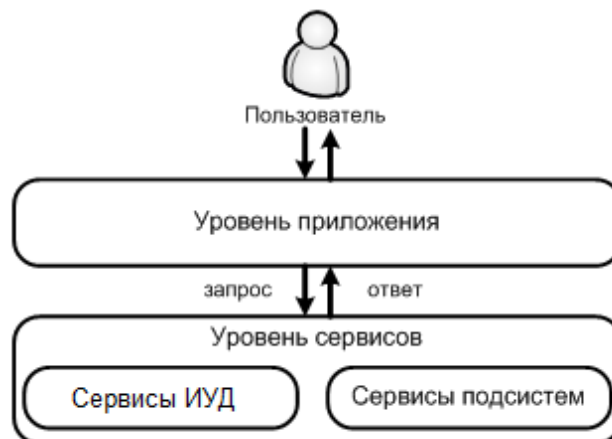 Пользователь
Уровень приложения
запрос ответ
Уровень сервисов
Сервисы ИУД Сервисы подсистем